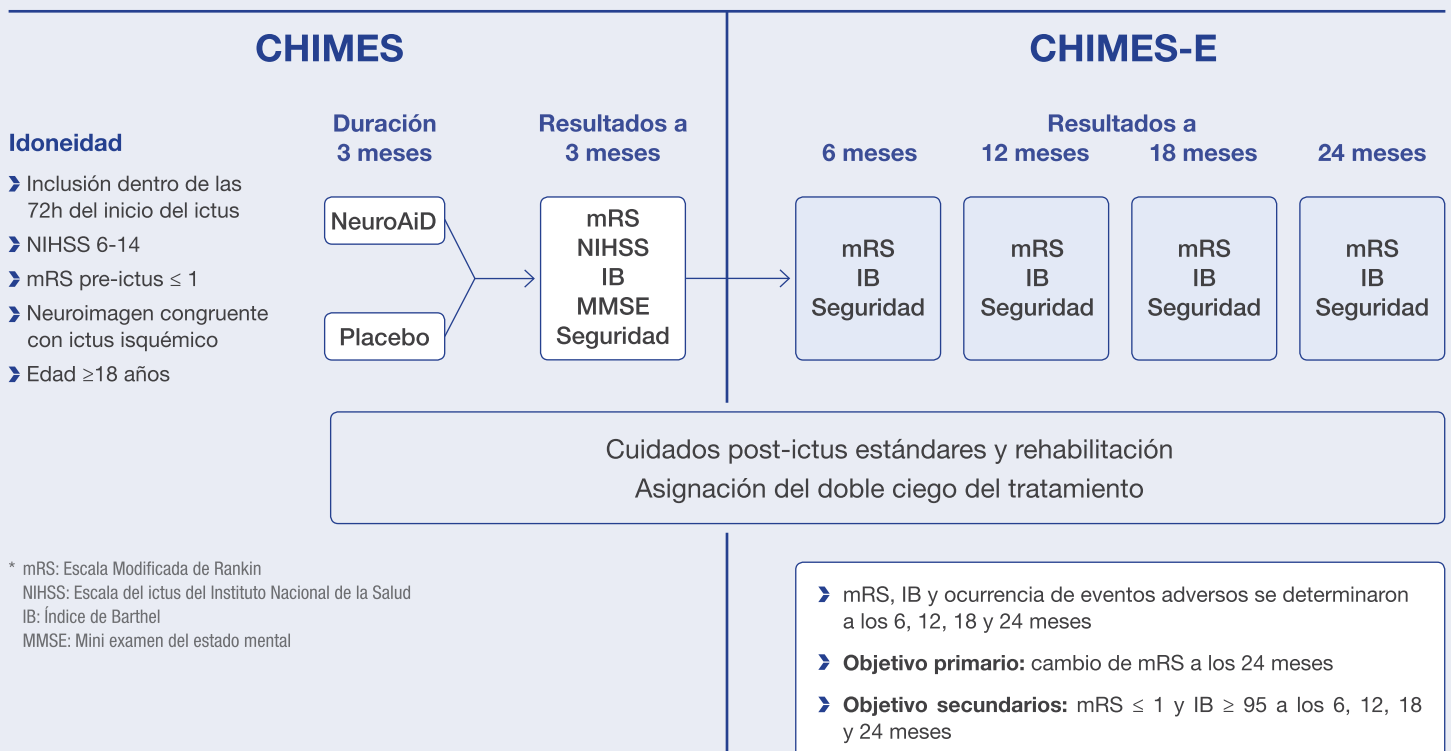 CHIMES
CHIMES-E
Idoneidad
Inclusión dentro de las
72h del inicio del ictus
NIHSS 6-14
mRS pre-ictus ≤ 1
Neuroimagen congruente
con ictus isquémico
Edad ≥18 años
Duración
3 meses
NeuroAiD
Placebo
Resultados a
3 meses
mRS
NIHSS
IB
MMSE
Seguridad
Resultados a
6 meses
12 meses
18 meses
24 meses
mRS
IB
Seguridad
mRS
IB
Seguridad
mRS
IB
Seguridad
mRS
IB
Seguridad
Cuidados post-ictus estándares y rehabilitación
Asignación del doble ciego del tratamiento
* mRS: Escala Modificada de Rankin
NIHSS: Escala del ictus del Instituto Nacional de la Salud
IB: Índice de Barthel
MMSE: Mini examen del estado mental
mRS, IB y ocurrencia de eventos adversos se determinaron
a los 6, 12, 18 y 24 meses
Objetivo primario: cambio de mRS a los 24 meses
Objetivo secundarios: mRS ≤ 1 y IB ≥ 95 a los 6, 12, 18
y 24 meses